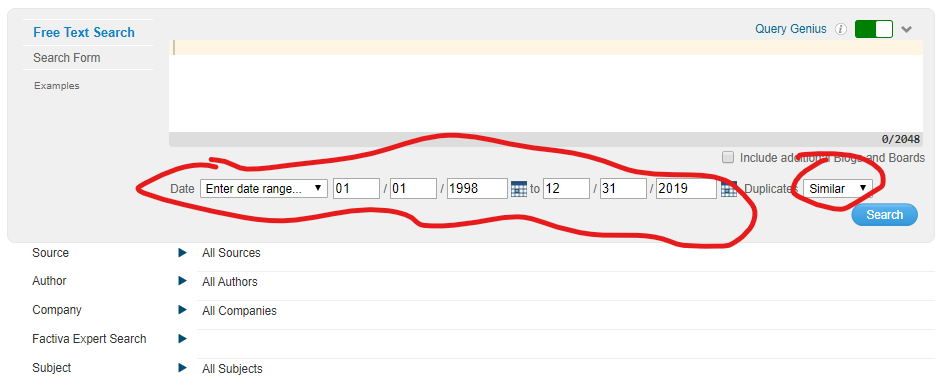 Free Text Search
Query Genius i
Search Form
Examples
0/2048
Include additional Blogs and Boards
Date Enter date range... 01 / 01 / 1998 to 12 / 31 / 2019 Duplicates Similar
Search
Source All Sources
Author All Authors
Company All Companies
Factiva Expert Search
Subject All Subjects